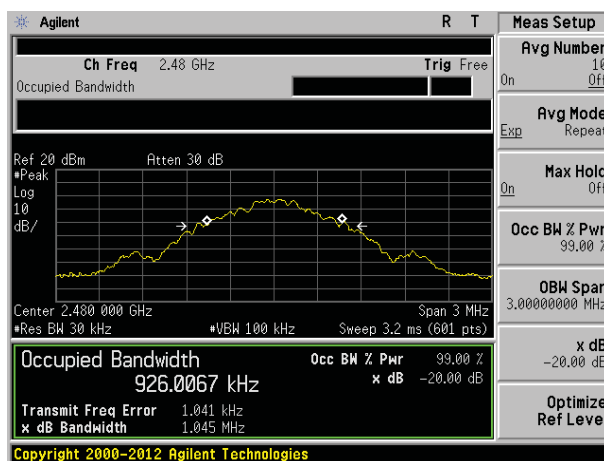 Agilent R T
Ch Freq 2.48 GHz Trig Free
Occupied Bandwidth
Ref 20 dBm Atten 30 dB
#Peak
Log
10
dB/
Center 2.480 000 GHz Span 3 MHz
#Res BW 30 kHz #VBW 100 kHz Sweep 3.2 ms (601 pts)
Occupied Bandwidth Occ BW % Pwr 99.00 %
926.0067 kHz x dB -20.00 dB
Transmit Freq Error 1.041 kHz
x dB Bandwidth 1.045 MHz
Copyright 2000-2012 Agilent Technologies
Meas Setup
Avg Number
10
On Off
Avg Mode
Exp Repeat
Max Hold
On Off
Occ BW % Pwr
99.00 %
OBW Span
3.00000000 MHz
x dB
-20.00 dB
Optimize
Ref Level